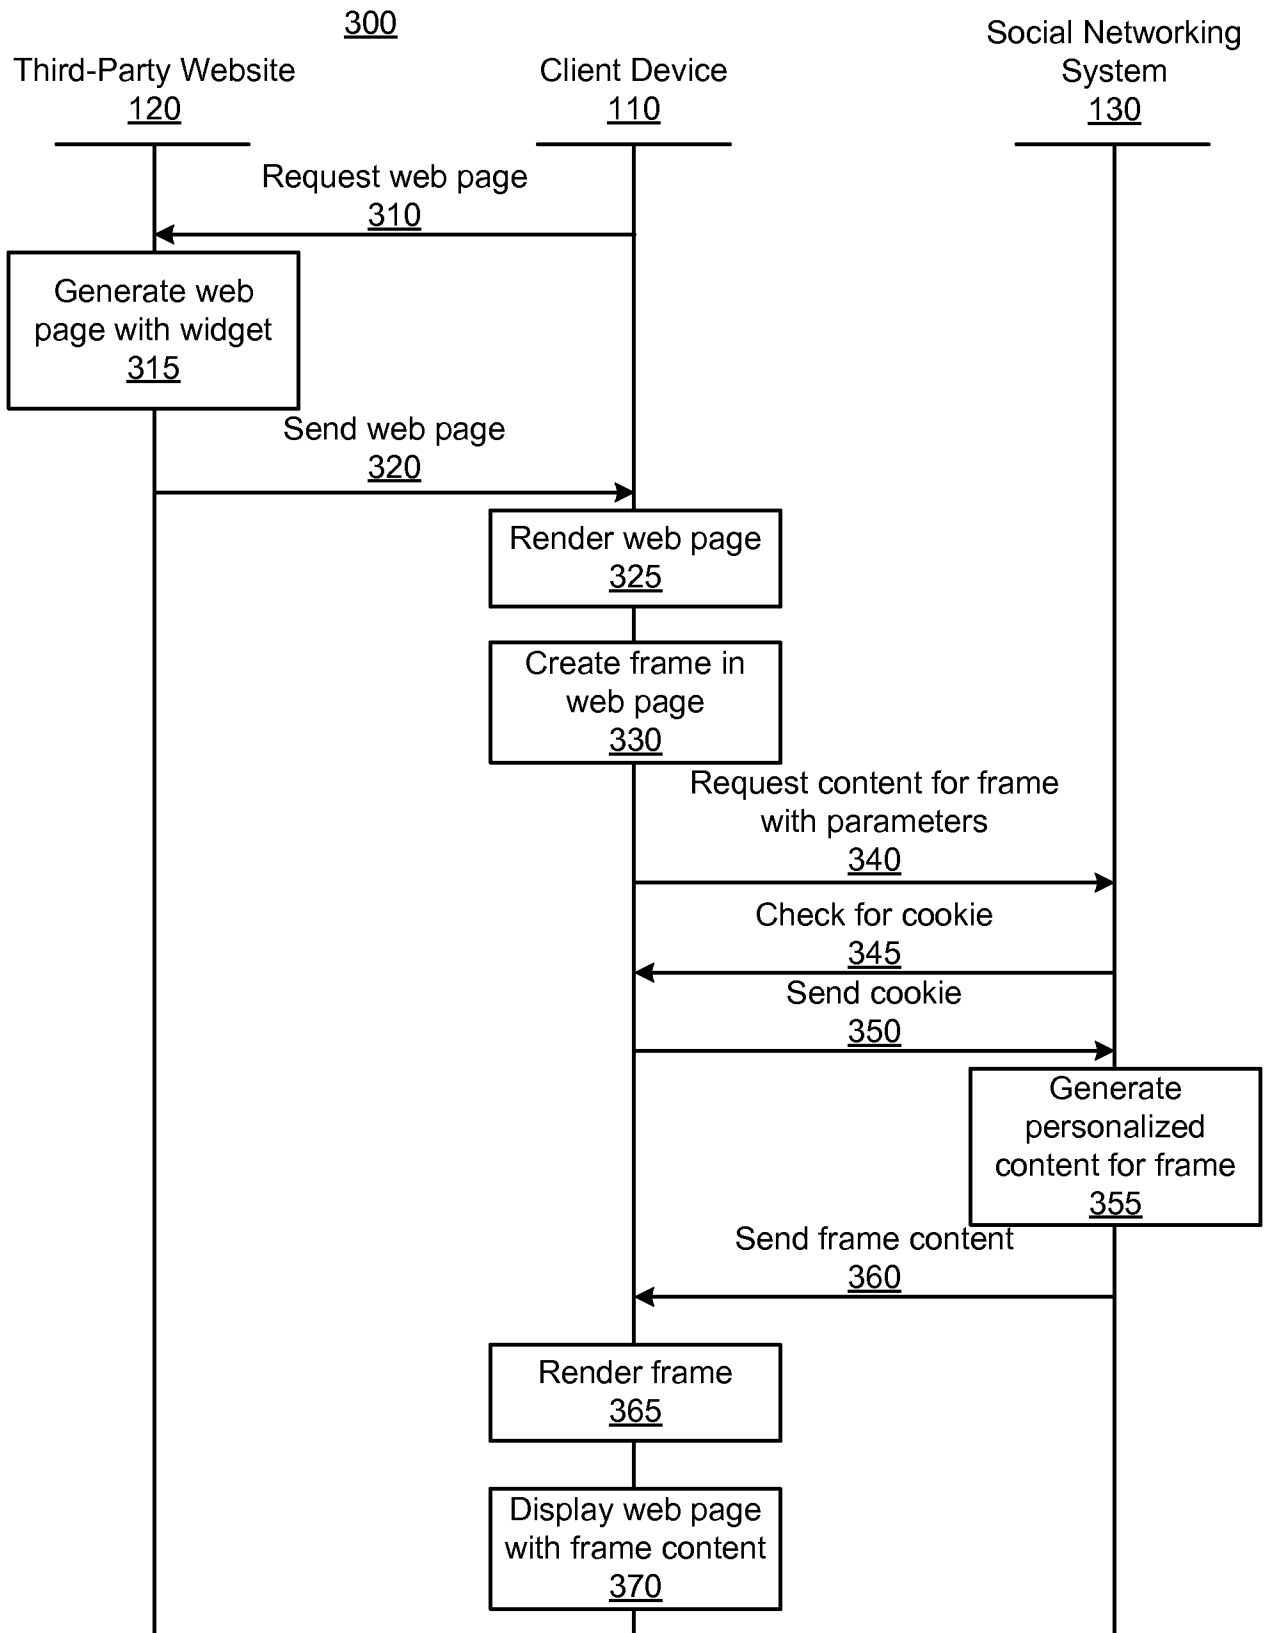 300
Third-Party Website
120
Client Device
110
Social Networking
System
130
Request web page
310
Generate web
page with widget
315
Send web page
320
Render web page
325
Create frame in
web page
330
Request content for frame
with parameters
340
Check for cookie
345
Send cookie
350
Generate
personalized
content for frame
355
Send frame content
360
Render frame
365
Display web page
with frame content
370